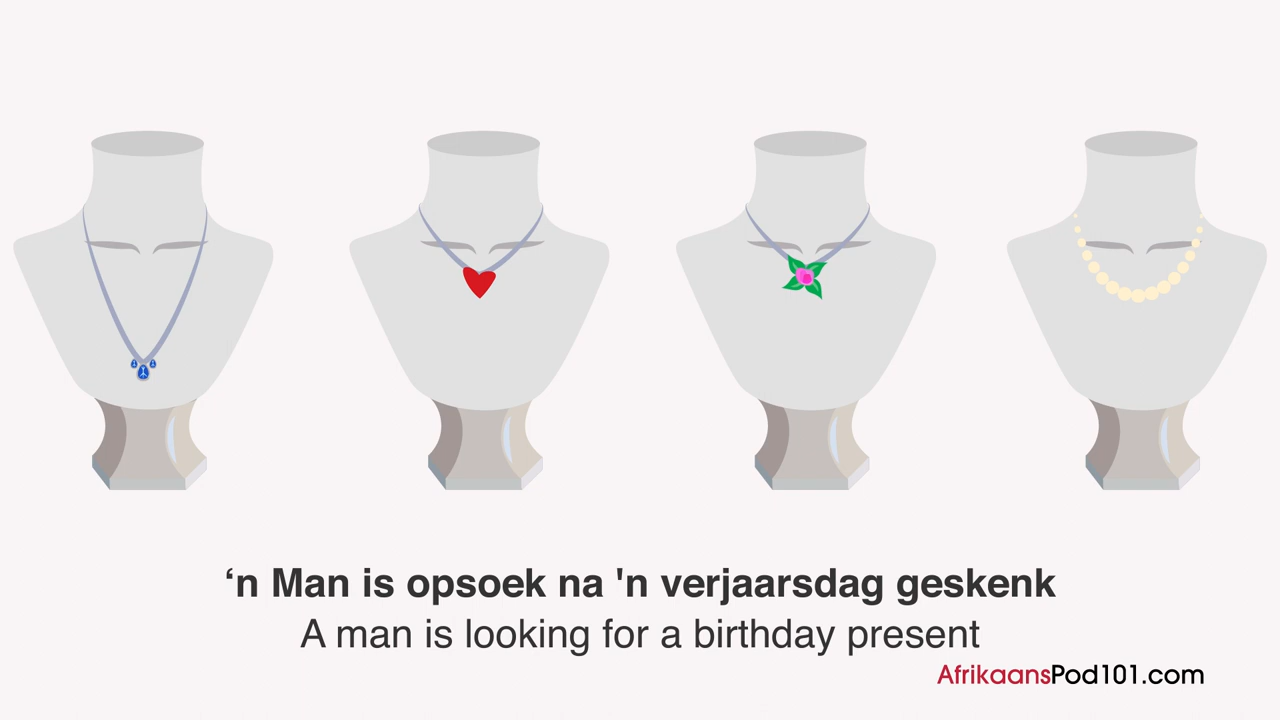 ‘n Man is opsoek na 'n verjaarsdag geskenk
A man is looking for a birthday present
AfrikaansPod101.com